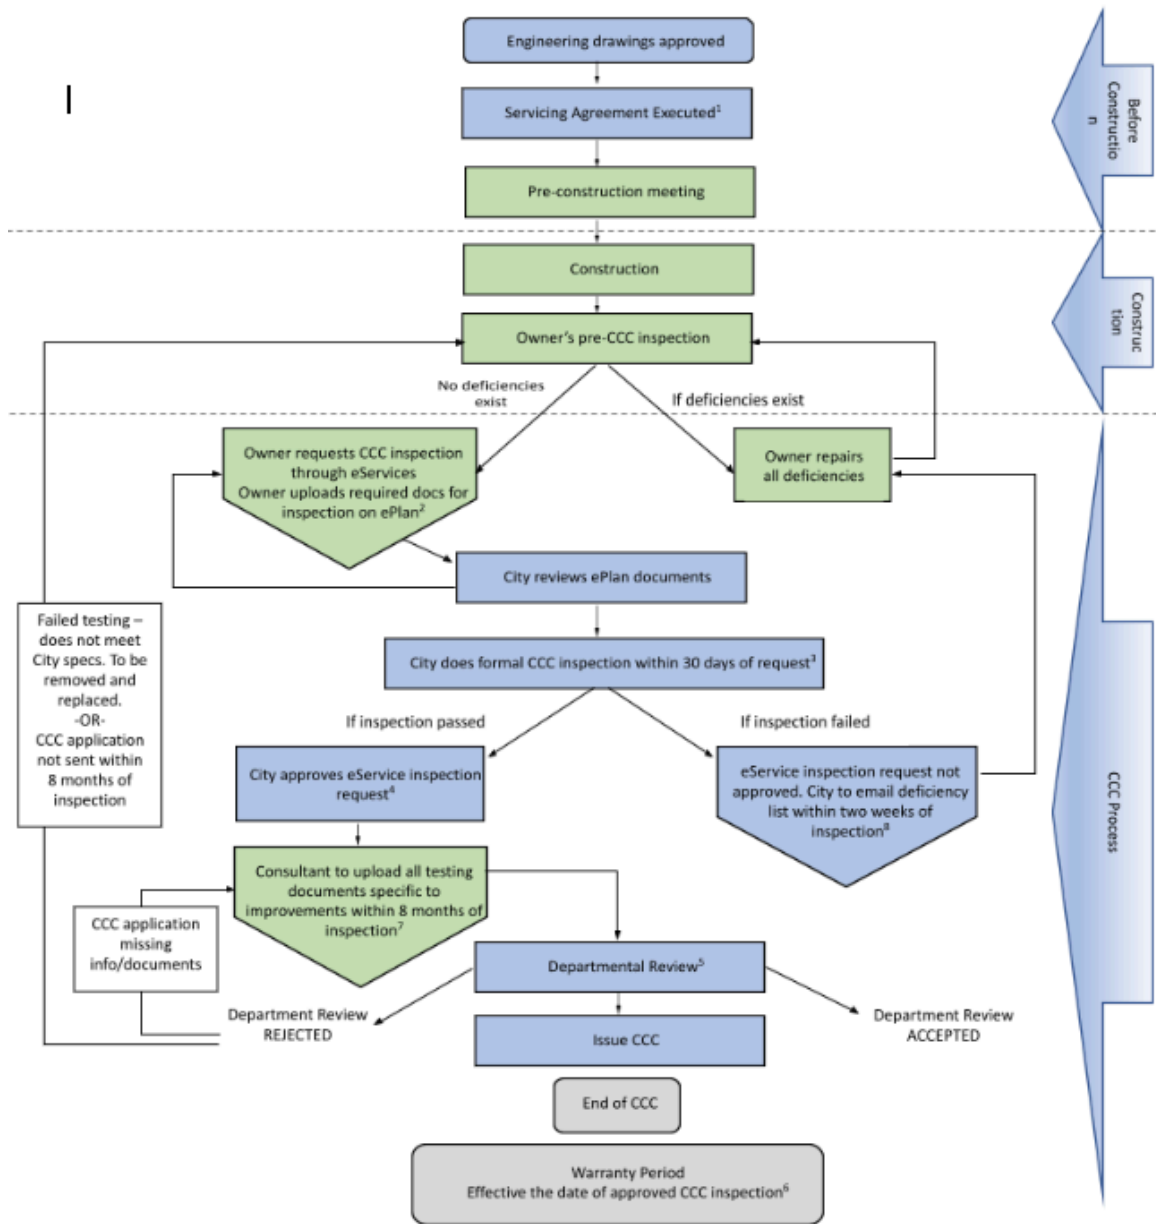 Engineering drawings approved
Servicing Agreement Executed1
Pre-construction meeting
Before
Constructio
n
Construction
Owner's pre-CCC inspection
Construc
tion
No deficiencies
exist
If deficiencies exist
Owner requests CCC inspection
through eServices
Owner uploads required docs for
inspection on ePlan2
Owner repairs
all deficiencies
City reviews ePlan documents
City does formal CCC inspection within 30 days of request3
Failed testing –
does not meet
City specs. To be
removed and
replaced.
-OR-
CCC application
not sent within
8 months of
inspection
If inspection passed
If inspection failed
City approves eService inspection
request4
eService inspection request not
approved. City to email deficiency
list within two weeks of
inspection8
CCC Process
Consultant to upload all testing
documents specific to
improvements within 8 months of
inspection7
CCC application
missing
info/documents
Departmental Review5
Department Review
REJECTED
Department Review
ACCEPTED
Issue CCC
End of CCC
Warranty Period
Effective the date of approved CCC inspection6